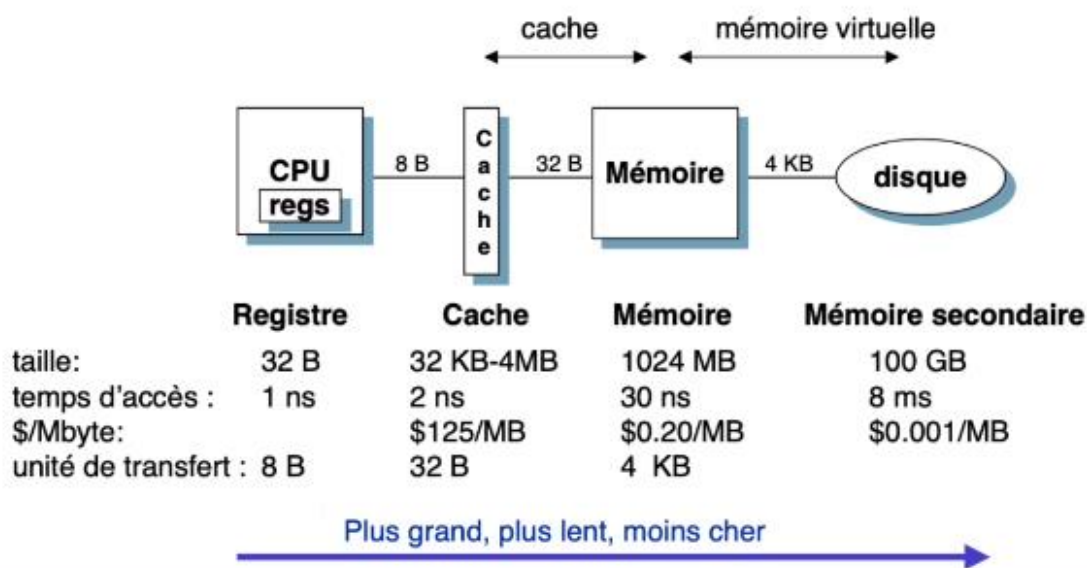 cache mémoire virtuelle
CPU
regs
8 B
Cache
32 B
Mémoire
4 KB
disque
Registre Cache Mémoire Mémoire secondaire
taille: 32 B 32 KB-4MB 1024 MB 100 GB
temps d'accès : 1 ns 2 ns 30 ns 8 ms
$/Mbyte: $125/MB $0.20/MB $0.001/MB
unité de transfert : 8 B 32 B 4 KB
Plus grand, plus lent, moins cher